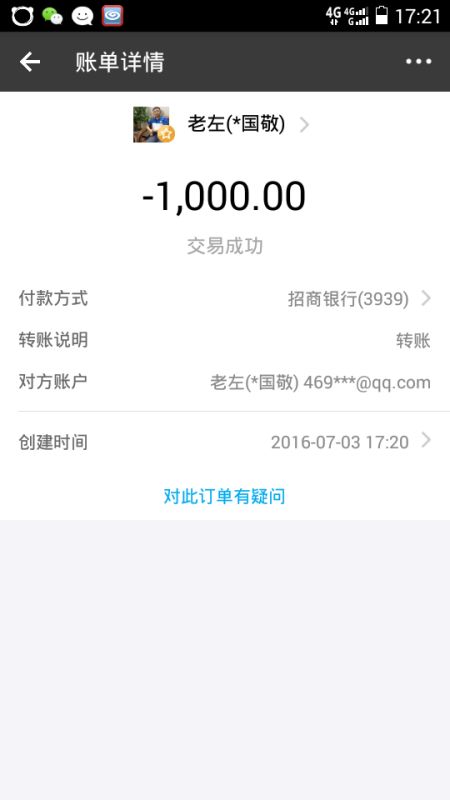 4G 4G G 17:21
账单详情
老左(*国敬)
-1,000.00
交易成功
付款方式 招商银行(3939)
转账说明 转账
对方账户 老左(*国敬) 469***@qq.com
创建时间 2016-07-03 17:20
对此订单有疑问